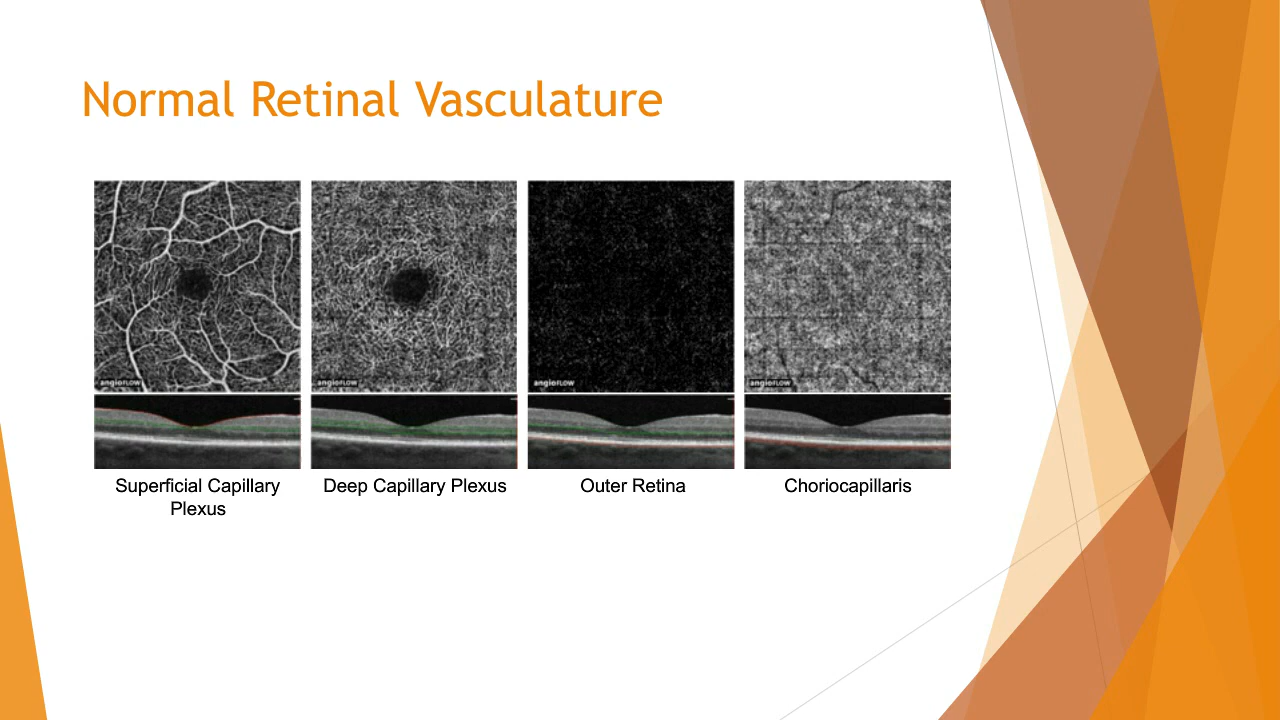 Normal Retinal Vasculature
angioFLOW
angioFLOW
angioFLOW
angioFLOW
Superficial Capillary
Plexus
Deep Capillary Plexus
Outer Retina
Choriocapillaris